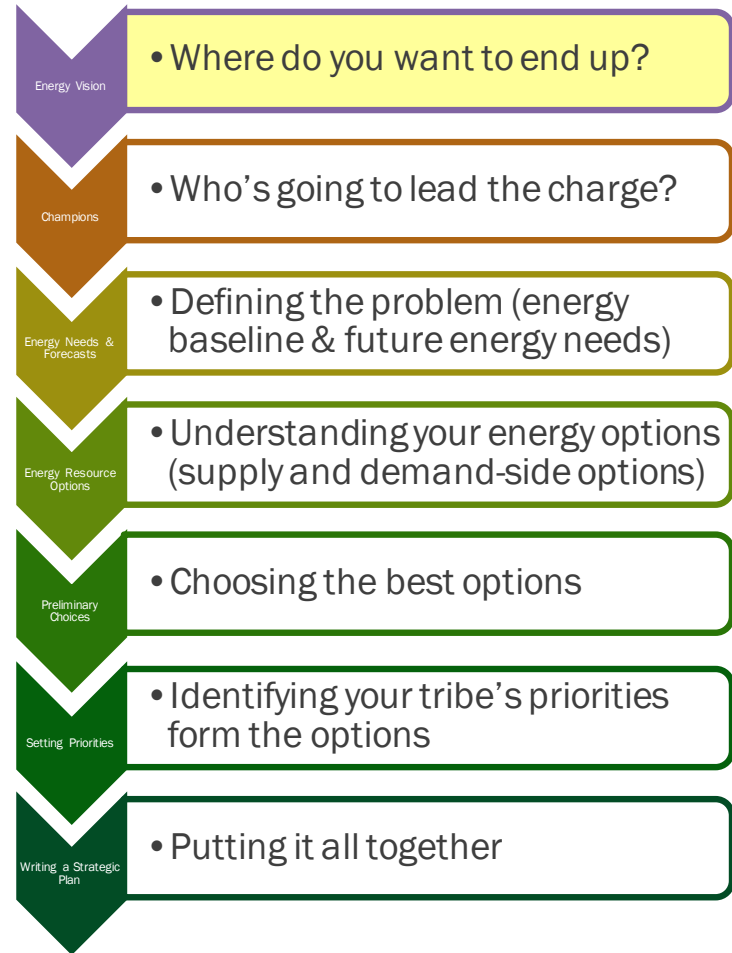 Energy Vision
•Where do you want to end up?
Champions
•Who's going to lead the charge?
Energy Needs &
Forecasts
•Defining the problem (energy
baseline & future energy needs)
Energy Resource
Options
•Understanding your energy options
(supply and demand-side options)
Preliminary
Choices
•Choosing the best options
Setting Priorities
•Identifying your tribe's priorities
form the options
Writing a Strategic
Plan
•Putting it all together